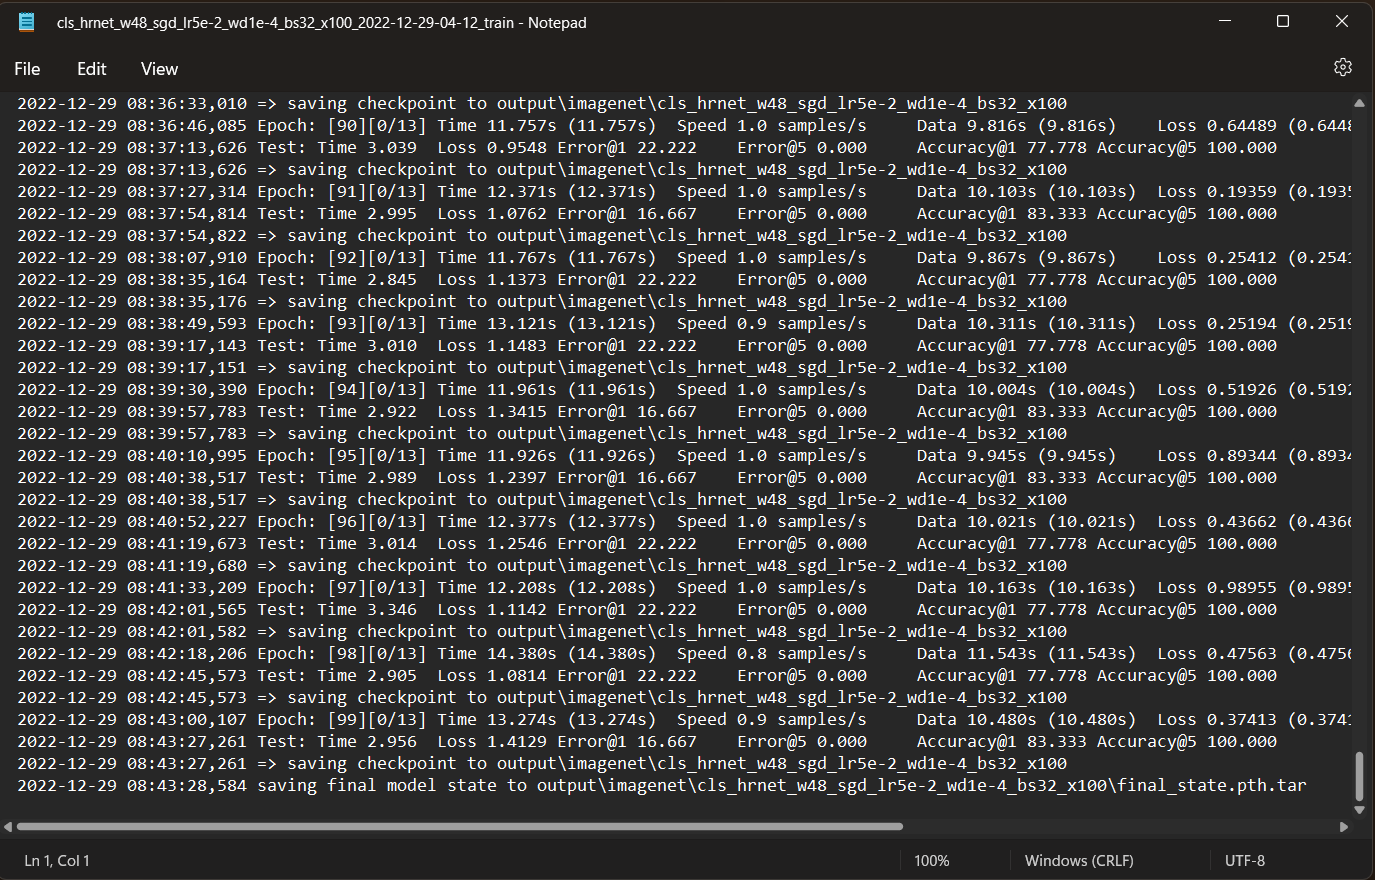 cls_hrnet_w48_sgd_lr5e-2_wd1e-4_bs32_x100_2022-12-29-04-12_train - Notepad
File Edit View
2022-12-29 08:36:33,010 => saving checkpoint to output\imagenet\cls_hrnet_w48_sgd_lr5e-2_wd1e-4_bs32_x100
2022-12-29 08:36:46,085 Epoch: [90][0/13] Time 11.757s (11.757s) Speed 1.0 samples/s Data 9.816s (9.816s) Loss 0.64489 (0.6448
2022-12-29 08:37:13,626 Test: Time 3.039 Loss 0.9548 Error@1 22.222 Error@5 0.000 Accuracy@1 77.778 Accuracy@5 100.000
2022-12-29 08:37:13,626 => saving checkpoint to output\imagenet\cls_hrnet_w48_sgd_lr5e-2_wd1e-4_bs32_x100
2022-12-29 08:37:27,314 Epoch: [91][0/13] Time 12.371s (12.371s) Speed 1.0 samples/s Data 10.103s (10.103s) Loss 0.19359 (0.1935
2022-12-29 08:37:54,814 Test: Time 2.995 Loss 1.0762 Error@1 16.667 Error@5 0.000 Accuracy@1 83.333 Accuracy@5 100.000
2022-12-29 08:37:54,822 => saving checkpoint to output\imagenet\cls_hrnet_w48_sgd_lr5e-2_wd1e-4_bs32_x100
2022-12-29 08:38:07,910 Epoch: [92][0/13] Time 11.767s (11.767s) Speed 1.0 samples/s Data 9.867s (9.867s) Loss 0.25412 (0.2541
2022-12-29 08:38:35,164 Test: Time 2.845 Loss 1.1373 Error@1 22.222 Error@5 0.000 Accuracy@1 77.778 Accuracy@5 100.000
2022-12-29 08:38:35,176 => saving checkpoint to output\imagenet\cls_hrnet_w48_sgd_lr5e-2_wd1e-4_bs32_x100
2022-12-29 08:38:49,593 Epoch: [93][0/13] Time 13.121s (13.121s) Speed 0.9 samples/s Data 10.311s (10.311s) Loss 0.25194 (0.2519
2022-12-29 08:39:17,143 Test: Time 3.010 Loss 1.1483 Error@1 22.222 Error@5 0.000 Accuracy@1 77.778 Accuracy@5 100.000
2022-12-29 08:39:17,151 => saving checkpoint to output\imagenet\cls_hrnet_w48_sgd_lr5e-2_wd1e-4_bs32_x100
2022-12-29 08:39:30,390 Epoch: [94][0/13] Time 11.961s (11.961s) Speed 1.0 samples/s Data 10.004s (10.004s) Loss 0.51926 (0.5192
2022-12-29 08:39:57,783 Test: Time 2.922 Loss 1.3415 Error@1 16.667 Error@5 0.000 Accuracy@1 83.333 Accuracy@5 100.000
2022-12-29 08:39:57,783 => saving checkpoint to output\imagenet\cls_hrnet_w48_sgd_lr5e-2_wd1e-4_bs32_x100
2022-12-29 08:40:10,995 Epoch: [95][0/13] Time 11.926s (11.926s) Speed 1.0 samples/s Data 9.945s (9.945s) Loss 0.89344 (0.8934
2022-12-29 08:40:38,517 Test: Time 2.989 Loss 1.2397 Error@1 16.667 Error@5 0.000 Accuracy@1 83.333 Accuracy@5 100.000
2022-12-29 08:40:38,517 => saving checkpoint to output\imagenet\cls_hrnet_w48_sgd_lr5e-2_wd1e-4_bs32_x100
2022-12-29 08:40:52,227 Epoch: [96][0/13] Time 12.377s (12.377s) Speed 1.0 samples/s Data 10.021s (10.021s) Loss 0.43662 (0.4366
2022-12-29 08:41:19,673 Test: Time 3.014 Loss 1.2546 Error@1 22.222 Error@5 0.000 Accuracy@1 77.778 Accuracy@5 100.000
2022-12-29 08:41:19,680 => saving checkpoint to output\imagenet\cls_hrnet_w48_sgd_lr5e-2_wd1e-4_bs32_x100
2022-12-29 08:41:33,209 Epoch: [97][0/13] Time 12.208s (12.208s) Speed 1.0 samples/s Data 10.163s (10.163s) Loss 0.98955 (0.9895
2022-12-29 08:42:01,565 Test: Time 3.346 Loss 1.1142 Error@1 22.222 Error@5 0.000 Accuracy@1 77.778 Accuracy@5 100.000
2022-12-29 08:42:01,582 => saving checkpoint to output\imagenet\cls_hrnet_w48_sgd_lr5e-2_wd1e-4_bs32_x100
2022-12-29 08:42:18,206 Epoch: [98][0/13] Time 14.380s (14.380s) Speed 0.8 samples/s Data 11.543s (11.543s) Loss 0.47563 (0.4756
2022-12-29 08:42:45,573 Test: Time 2.905 Loss 1.0814 Error@1 22.222 Error@5 0.000 Accuracy@1 77.778 Accuracy@5 100.000
2022-12-29 08:42:45,573 => saving checkpoint to output\imagenet\cls_hrnet_w48_sgd_lr5e-2_wd1e-4_bs32_x100
2022-12-29 08:43:00,107 Epoch: [99][0/13] Time 13.274s (13.274s) Speed 0.9 samples/s Data 10.480s (10.480s) Loss 0.37413 (0.3741
2022-12-29 08:43:27,261 Test: Time 2.956 Loss 1.4129 Error@1 16.667 Error@5 0.000 Accuracy@1 83.333 Accuracy@5 100.000
2022-12-29 08:43:27,261 => saving checkpoint to output\imagenet\cls_hrnet_w48_sgd_lr5e-2_wd1e-4_bs32_x100
2022-12-29 08:43:28,584 saving final model state to output\imagenet\cls_hrnet_w48_sgd_lr5e-2_wd1e-4_bs32_x100\final_state.pth.tar
Ln 1, Col 1 100% Windows (CRLF) UTF-8